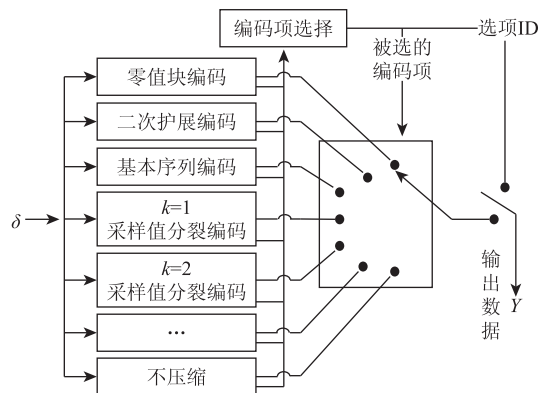 编码项选择
选项ID
被选的
编码项
零值块编码
二次扩展编码
基本序列编码
k=1
采样值分裂编码
δ
k=2
采样值分裂编码
...
不压缩
输出数据
Y